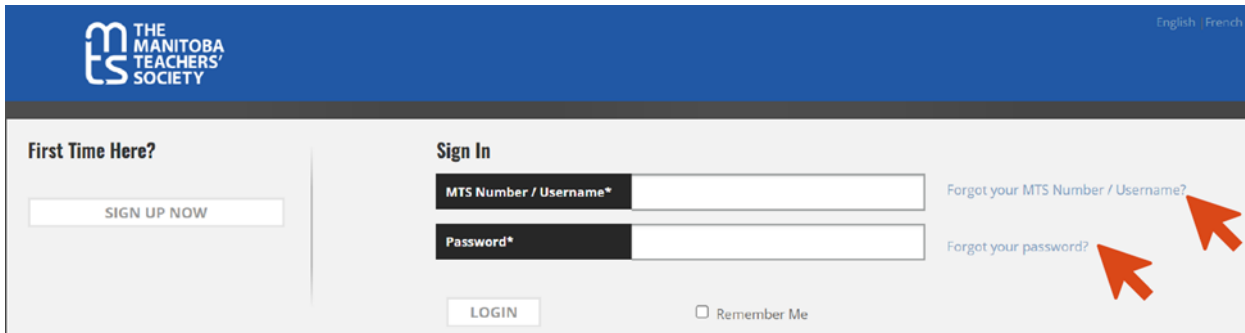 mts
THE
MANITOBA
TEACHERS'
SOCIETY
English | French
First Time Here?
SIGN UP NOW
Sign In
MTS Number / Username*
Forgot your MTS Number / Username?
Password*
Forgot your password?
LOGIN
Remember Me